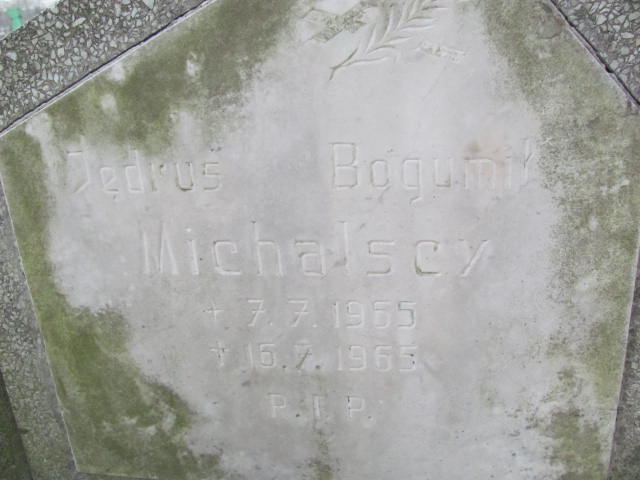 Jędruś Bogumił
Michalscy
+ 7.7.1965
+ 16.7.1965
R.I.P.